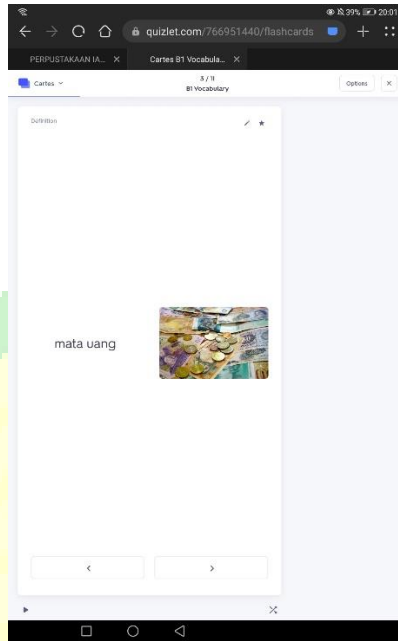 39% 20:01
quizlet.com/766951440/flashcards
PERPUSTAKAAN IA... × Cartes B1 Vocabula... ×
Cartes
3 / 11
B1 Vocabulary
Options ×
Definition
mata uang